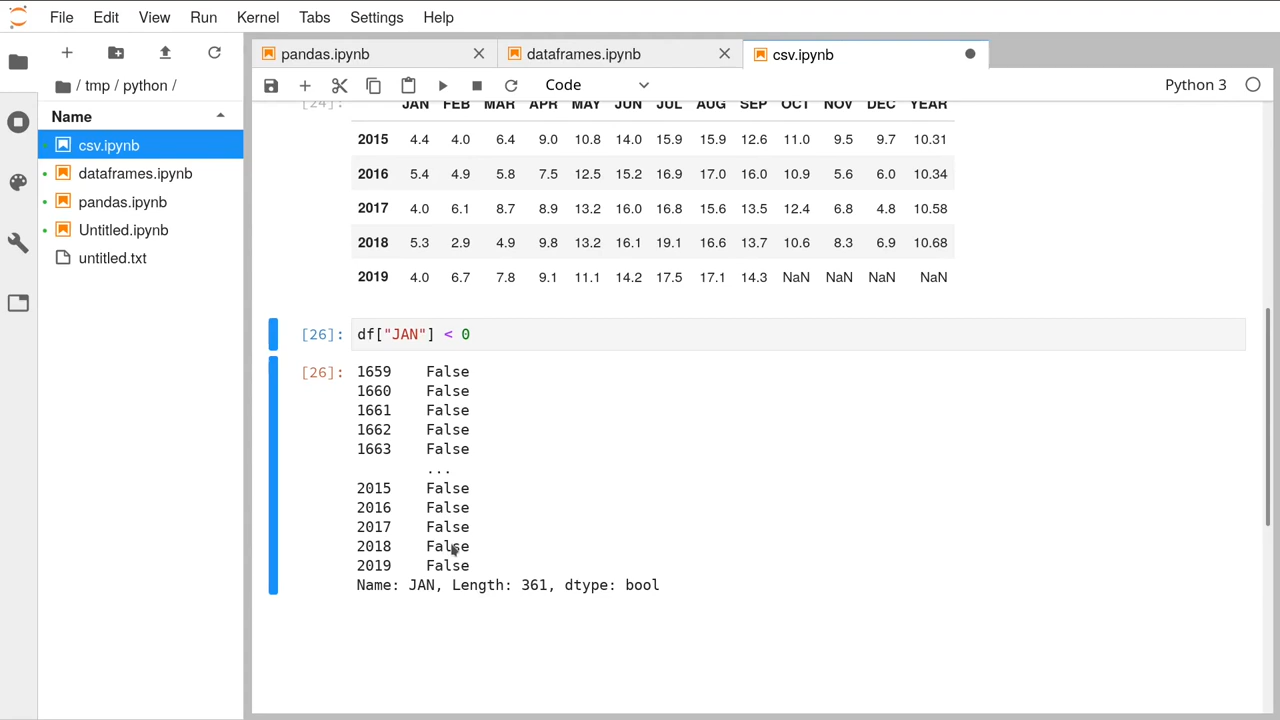 File Edit View Run Kernel Tabs Settings Help
pandas.ipynb
dataframes.ipynb
csv.ipynb
/ tmp / python /
Code
Python 3
Name
csv.ipynb
dataframes.ipynb
pandas.ipynb
Untitled.ipynb
untitled.txt
[24]:
JAN FEB MAR APR MAY JUN JUL AUG SEP OCT NOV DEC YEAR
2015 4.4 4.0 6.4 9.0 10.8 14.0 15.9 15.9 12.6 11.0 9.5 9.7 10.31
2016 5.4 4.9 5.8 7.5 12.5 15.2 16.9 17.0 16.0 10.9 5.6 6.0 10.34
2017 4.0 6.1 8.7 8.9 13.2 16.0 16.8 15.6 13.5 12.4 6.8 4.8 10.58
2018 5.3 2.9 4.9 9.8 13.2 16.1 19.1 16.6 13.7 10.6 8.3 6.9 10.68
2019 4.0 6.7 7.8 9.1 11.1 14.2 17.5 17.1 14.3 NaN NaN NaN NaN
[26]: df["JAN"] < 0
[26]: 1659 False
1660 False
1661 False
1662 False
1663 False
...
2015 False
2016 False
2017 False
2018 False
2019 False
Name: JAN, Length: 361, dtype: bool